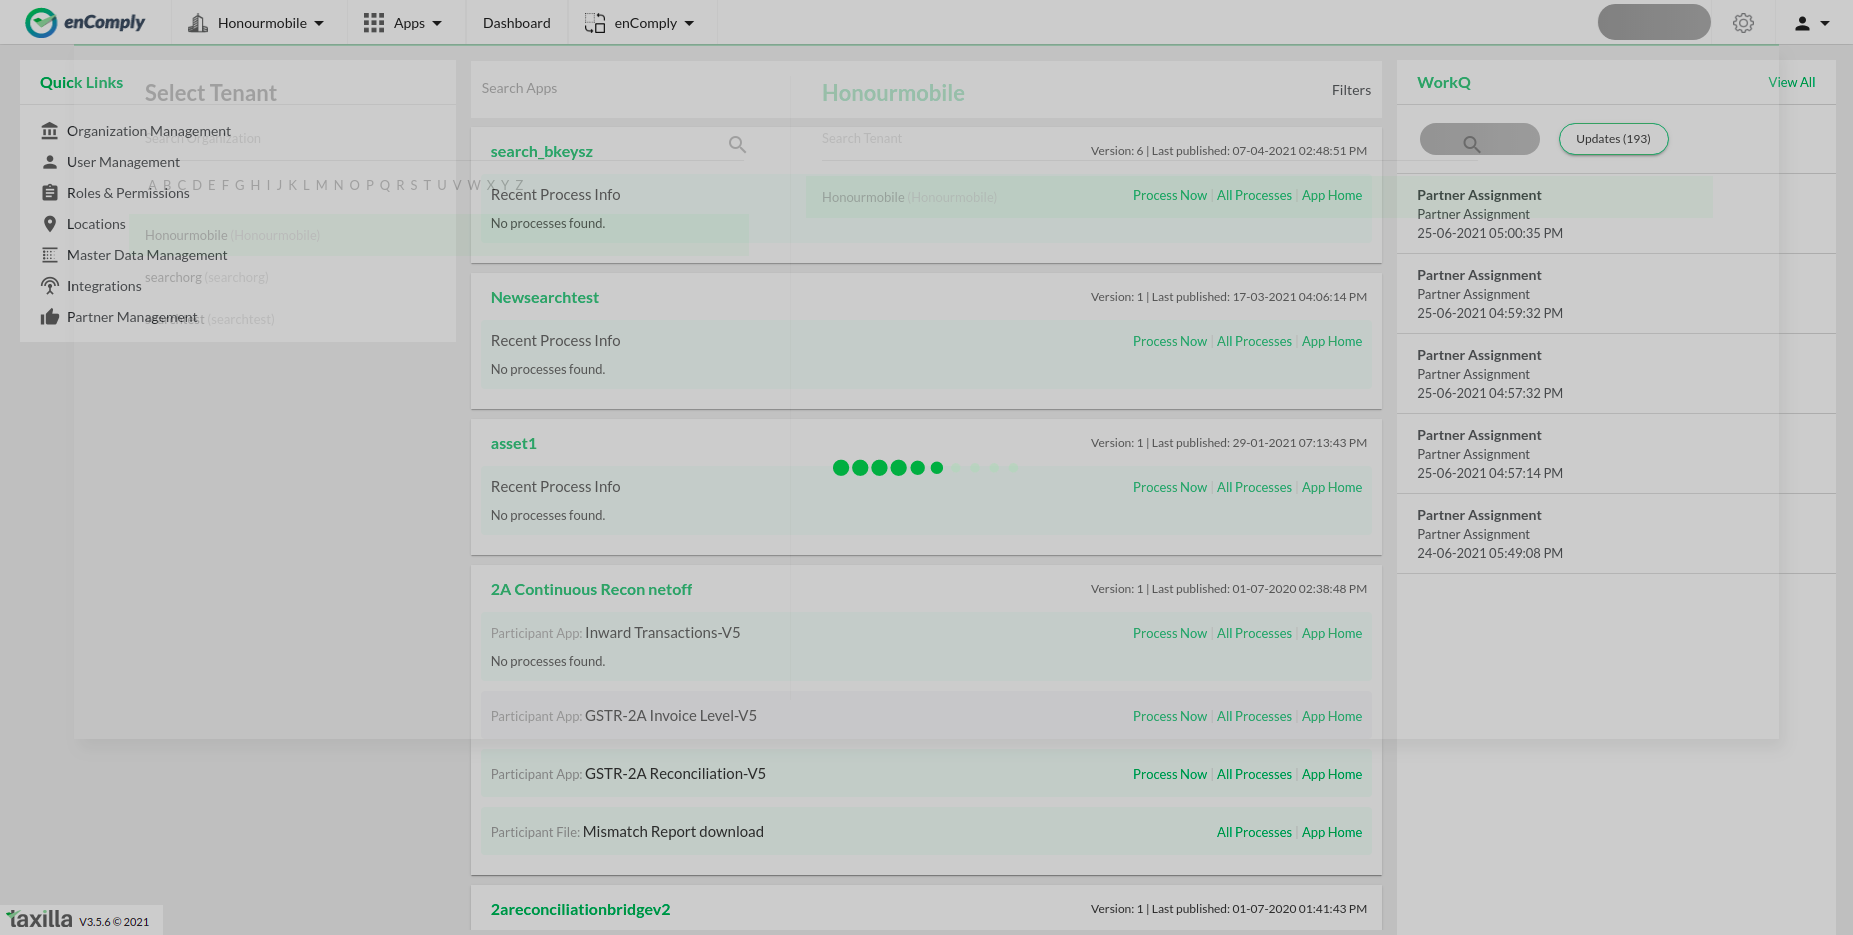 enComply
Honourmobile
Apps
Dashboard
enComply
Quick Links
Organization Management
User Management
Roles & Permissions
Locations
Master Data Management
Integrations
Partner Management
Select Tenant
Search Organization
A B C D E F G H I J K L M N O P Q R S T U V W X Y Z
Honourmobile (Honourmobile)
searchorg (searchorg)
searchtest (searchtest)
Honourmobile
Search Tenant
Honourmobile (Honourmobile)
Search Apps
Filters
search_bkeysz
Version: 6 | Last published: 07-04-2021 02:48:51 PM
Recent Process Info
Process Now | All Processes | App Home
No processes found.
Newsearchtest
Version: 1 | Last published: 17-03-2021 04:06:14 PM
Recent Process Info
Process Now | All Processes | App Home
No processes found.
asset1
Version: 1 | Last published: 29-01-2021 07:13:43 PM
Recent Process Info
Process Now | All Processes | App Home
No processes found.
2A Continuous Recon netoff
Version: 1 | Last published: 01-07-2020 02:38:48 PM
Participant App: Inward Transactions-V5
Process Now | All Processes | App Home
No processes found.
Participant App: GSTR-2A Invoice Level-V5
Process Now | All Processes | App Home
Participant App: GSTR-2A Reconciliation-V5
Process Now | All Processes | App Home
Participant File: Mismatch Report download
All Processes | App Home
2areconciliationbridgev2
Version: 1 | Last published: 01-07-2020 01:41:43 PM
WorkQ
View All
Updates (193)
Partner Assignment
Partner Assignment
25-06-2021 05:00:35 PM
Partner Assignment
Partner Assignment
25-06-2021 04:59:32 PM
Partner Assignment
Partner Assignment
25-06-2021 04:57:32 PM
Partner Assignment
Partner Assignment
25-06-2021 04:57:14 PM
Partner Assignment
Partner Assignment
24-06-2021 05:49:08 PM
taxilla V3.5.6 © 2021